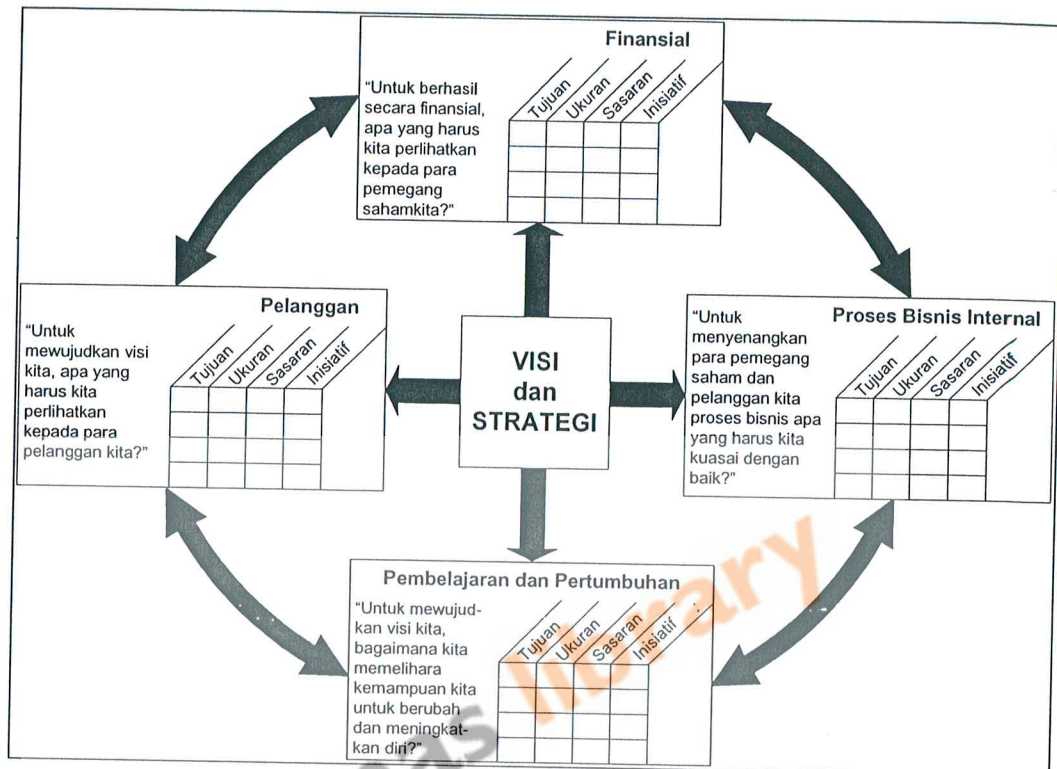 Finansial
"Untuk berhasil
secara finansial,
apa yang harus
kita perlihatkan
kepada para
pemegang
sahamkita?"
Tujuan
Ukuran
Sasaran
Inisiatif
Pelanggan
"Untuk
mewujudkan visi
kita, apa yang
harus kita
perlihatkan
kepada para
pelanggan kita?"
Tujuan
Ukuran
Sasaran
Inisiatif
VISI
dan
STRATEGI
Proses Bisnis Internal
"Untuk
menyenangkan
para pemegang
saham dan
pelanggan kita
proses bisnis apa
yang harus kita
kuasai dengan
baik?"
Tujuan
Ukuran
Sasaran
Inisiatif
Pembelajaran dan Pertumbuhan
"Untuk mewujud-
kan visi kita,
bagaimana kita
memelihara
kemampuan kita
untuk berubah
dan meningkat-
kan diri?"
Tujuan
Ukuran
Sasaran
Inisiatif
library